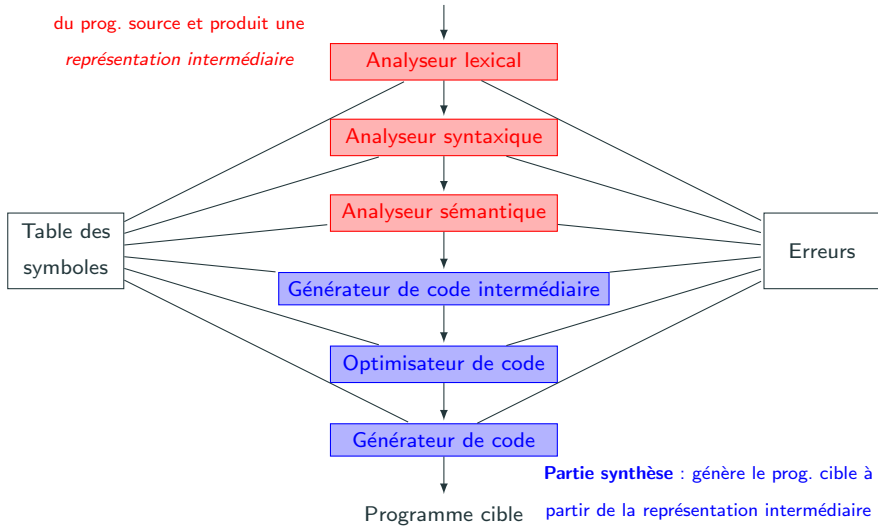 du prog. source et produit une
représentation intermédiaire
Analyseur lexical
Analyseur syntaxique
Analyseur sémantique
Table des
symboles
Erreurs
Générateur de code intermédiaire
Optimisateur de code
Générateur de code
Partie synthèse : génère le prog. cible à
partir de la représentation intermédiaire
Programme cible